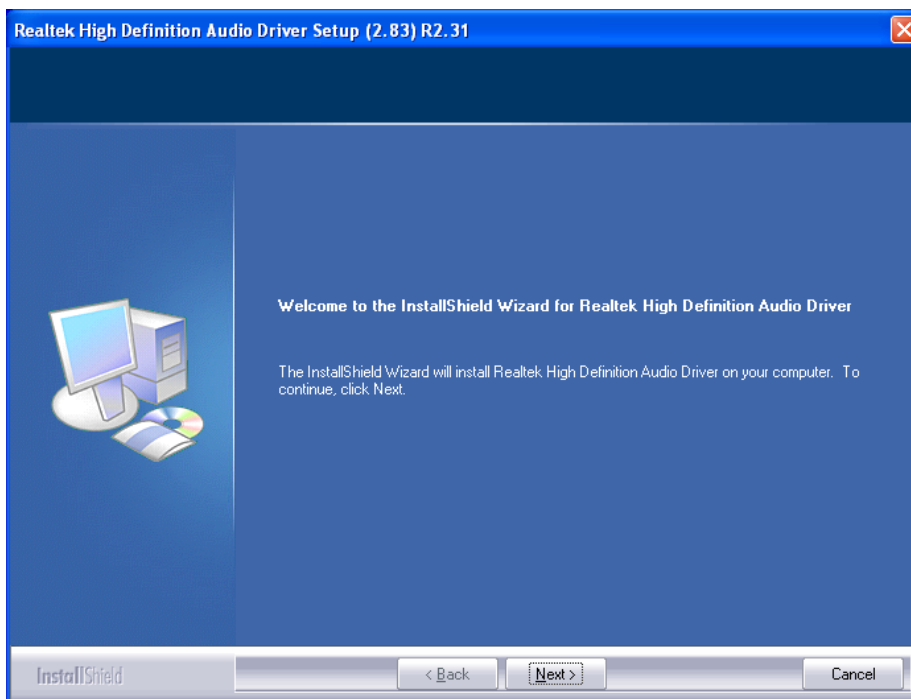 Realtek High Definition Audio Driver Setup (2.83) R2.31
Welcome to the InstallShield Wizard for Realtek High Definition Audio Driver
The InstallShield Wizard will install Realtek High Definition Audio Driver on your computer. To
continue, click Next.
InstallShield
< Back
Next >
Cancel